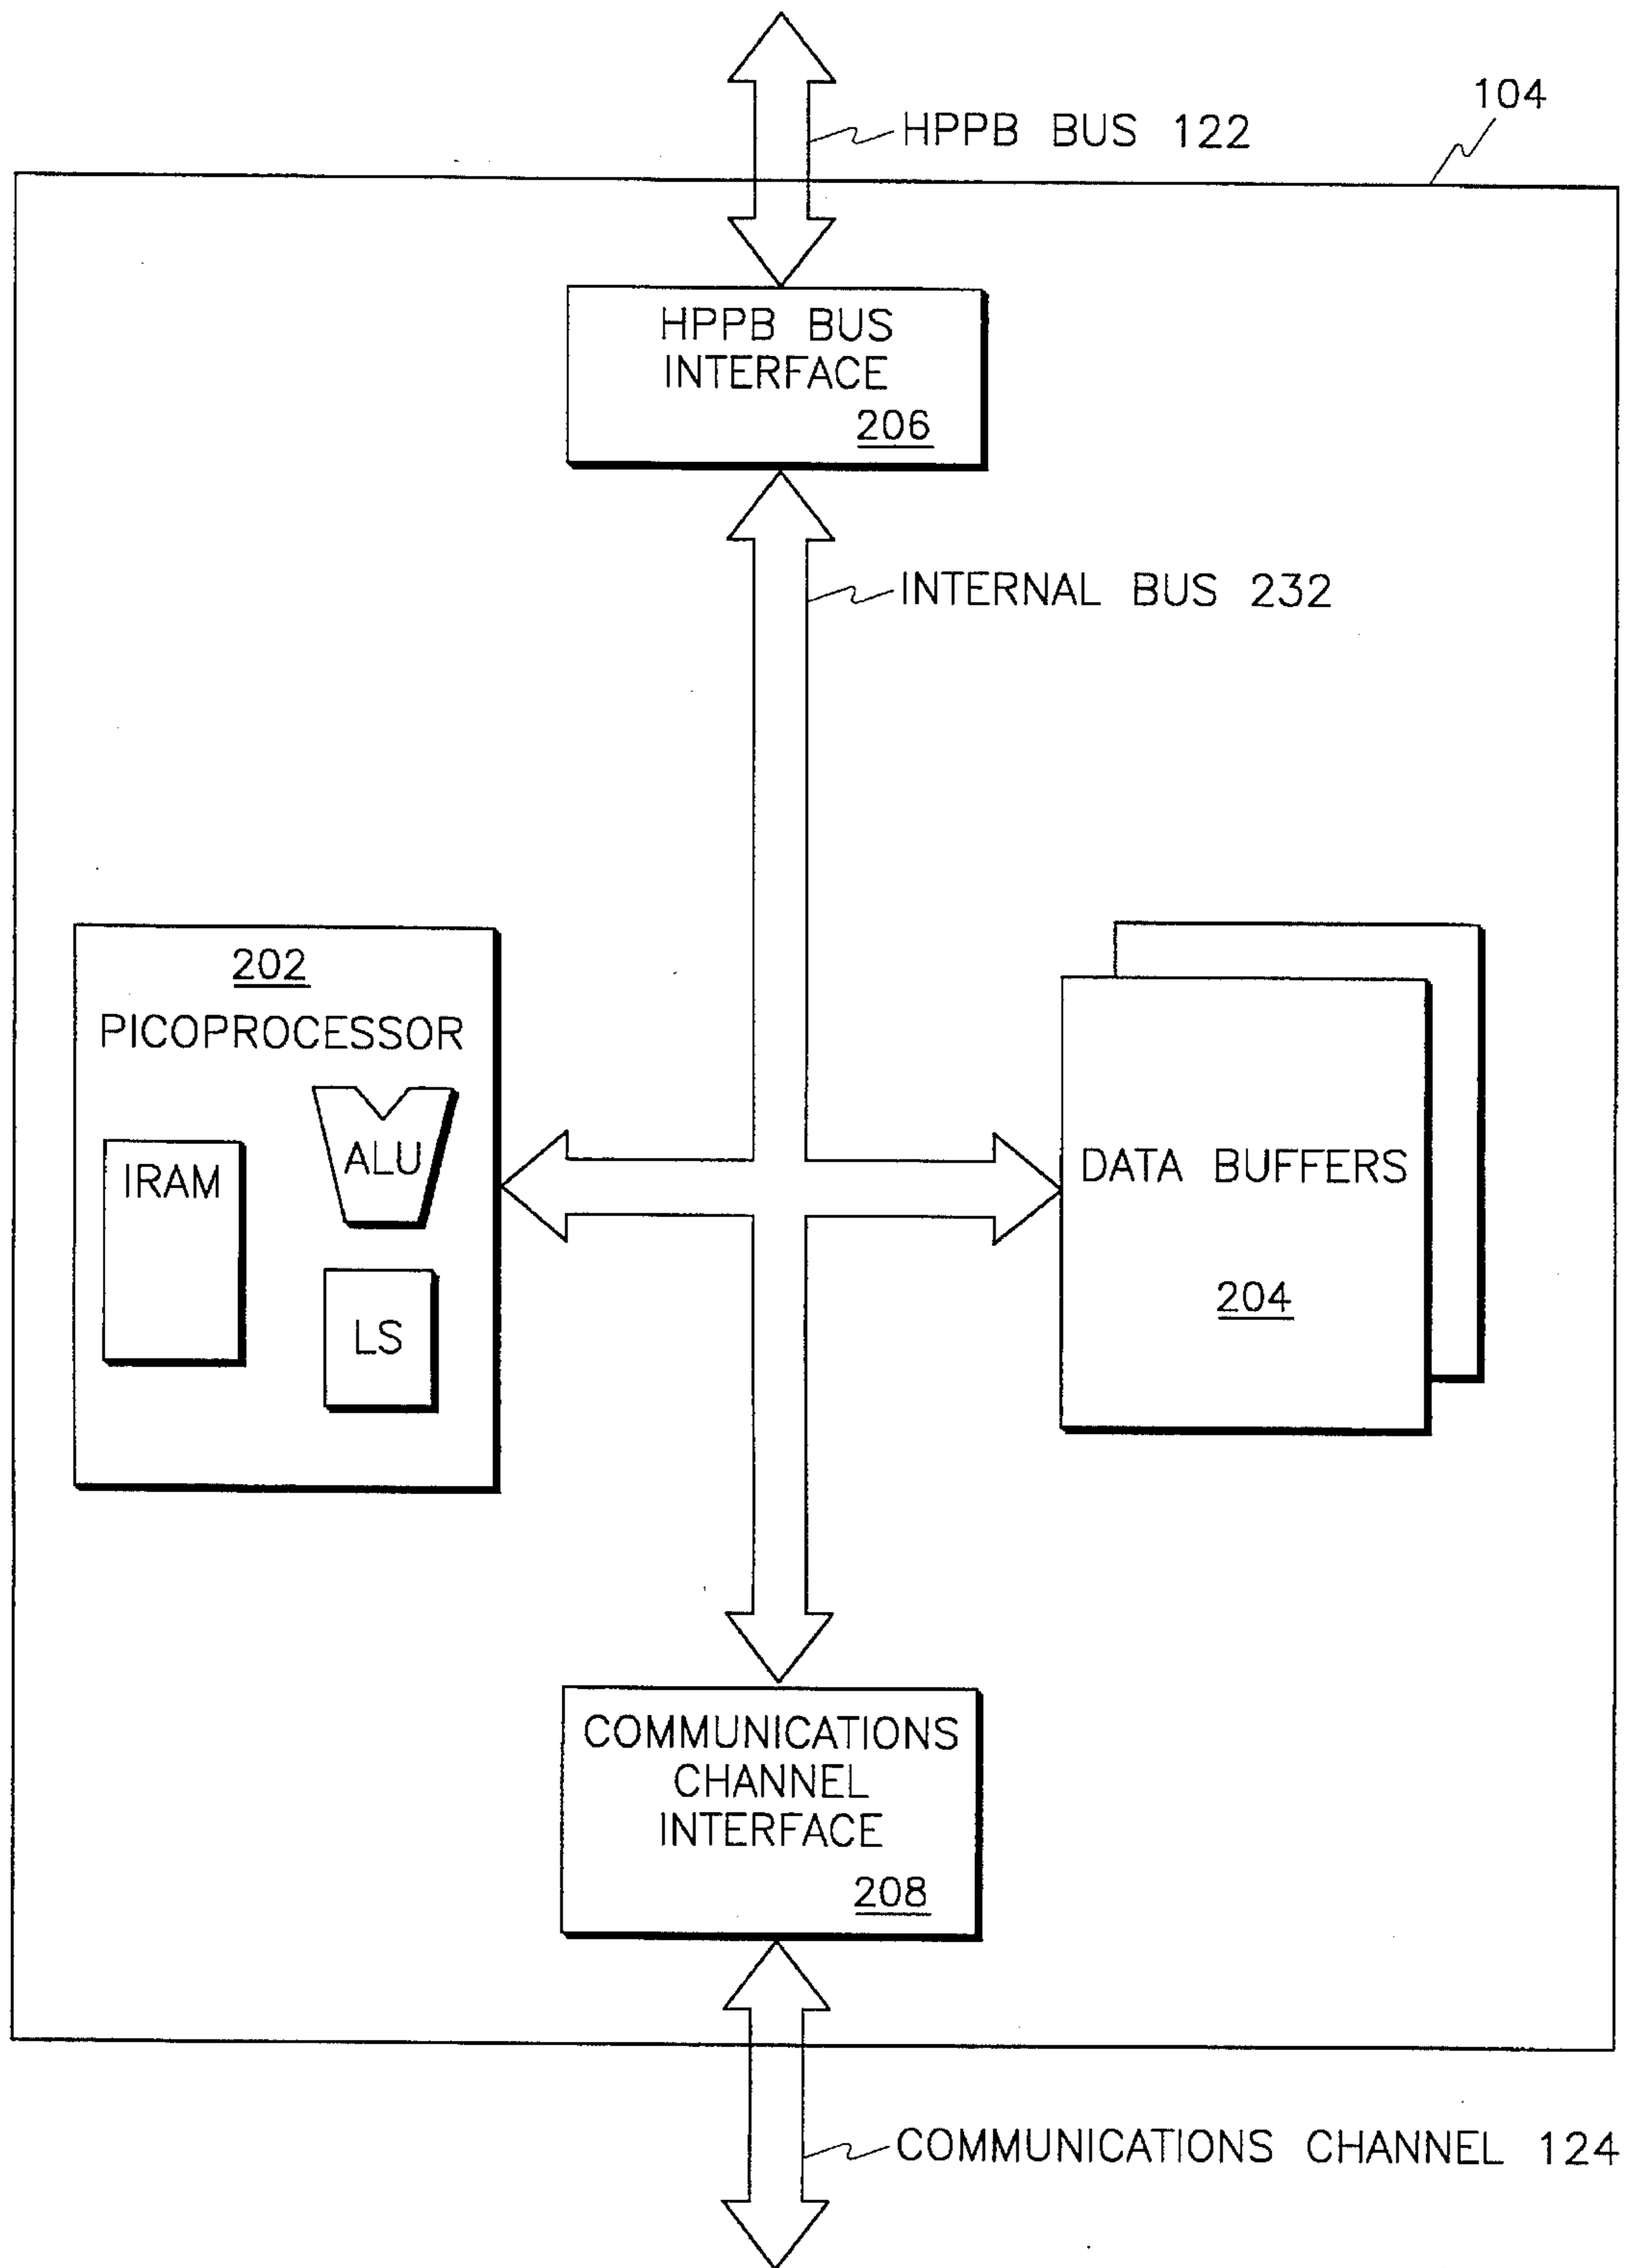 104
HPPB BUS 122
HPPB BUS
INTERFACE
206
INTERNAL BUS 232
202
PICOPROCESSOR
ALU
IRAM
LS
DATA BUFFERS
204
COMMUNICATIONS
CHANNEL
INTERFACE
208
COMMUNICATIONS CHANNEL 124